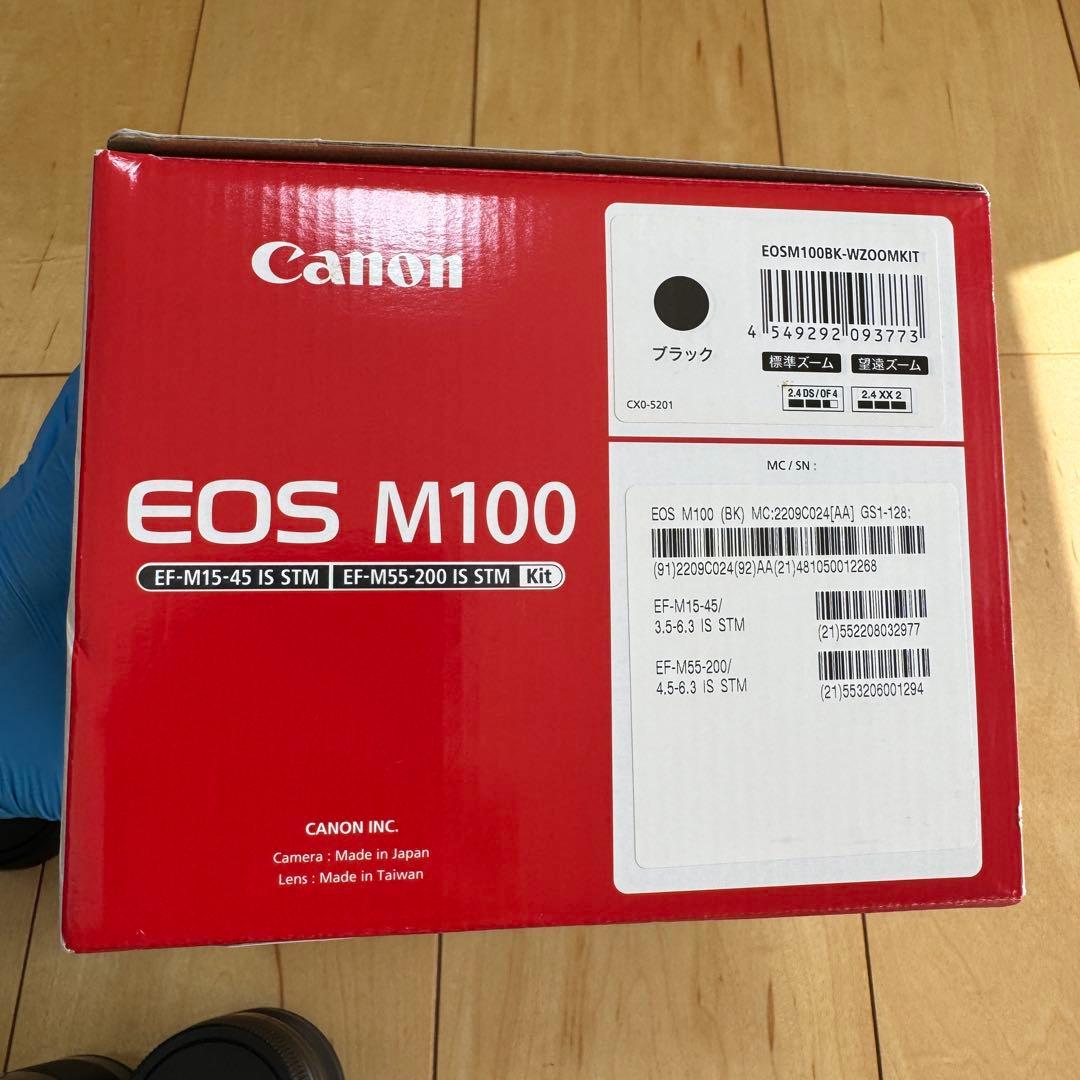 Canon
EOS M100
EF-M15-45 IS STM EF-M55-200 IS STM Kit
CANON INC.
Camera : Made in Japan
Lens : Made in Taiwan
EOSM100BK-WZOOMKIT
4 549292 093773
ブラック
標準ズーム 望遠ズーム
2.4 DS/0F 4 2.4 XX 2
CX0-5201
MC / SN :
EOS M100 (BK) MC:2209C024[AA] GS1-128:
(91)2209C024(92)AA(21)481050012268
EF-M15-45/
3.5-6.3 IS STM
(21)552208032977
EF-M55-200/
4.5-6.3 IS STM
(21)553206001294